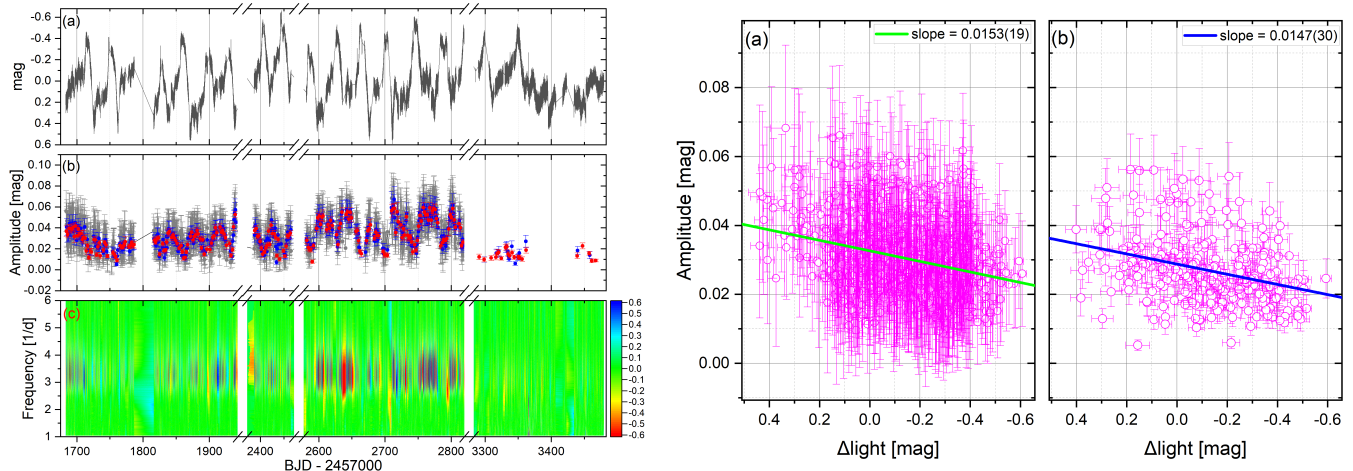 (a)
mag
-0.6
-0.4
-0.2
0.0
0.2
0.4
0.6
(b)
Amplitude [mag]
0.10
0.08
0.06
0.04
0.02
0.00
-0.02
(c)
Frequency [1/d]
6
5
4
3
2
1
0.6
0.5
0.4
0.3
0.2
0.1
0.0
-0.1
-0.2
-0.3
-0.4
-0.5
-0.6
1700 1800 1900 2400 2600 2700 2800 3300 3400
BJD - 2457000
(a)
slope = 0.0153(19)
Amplitude [mag]
0.08
0.06
0.04
0.02
0.00
0.4 0.2 0.0 -0.2 -0.4 -0.6
Δlight [mag]
(b)
slope = 0.0147(30)
0.4 0.2 0.0 -0.2 -0.4 -0.6
Δlight [mag]